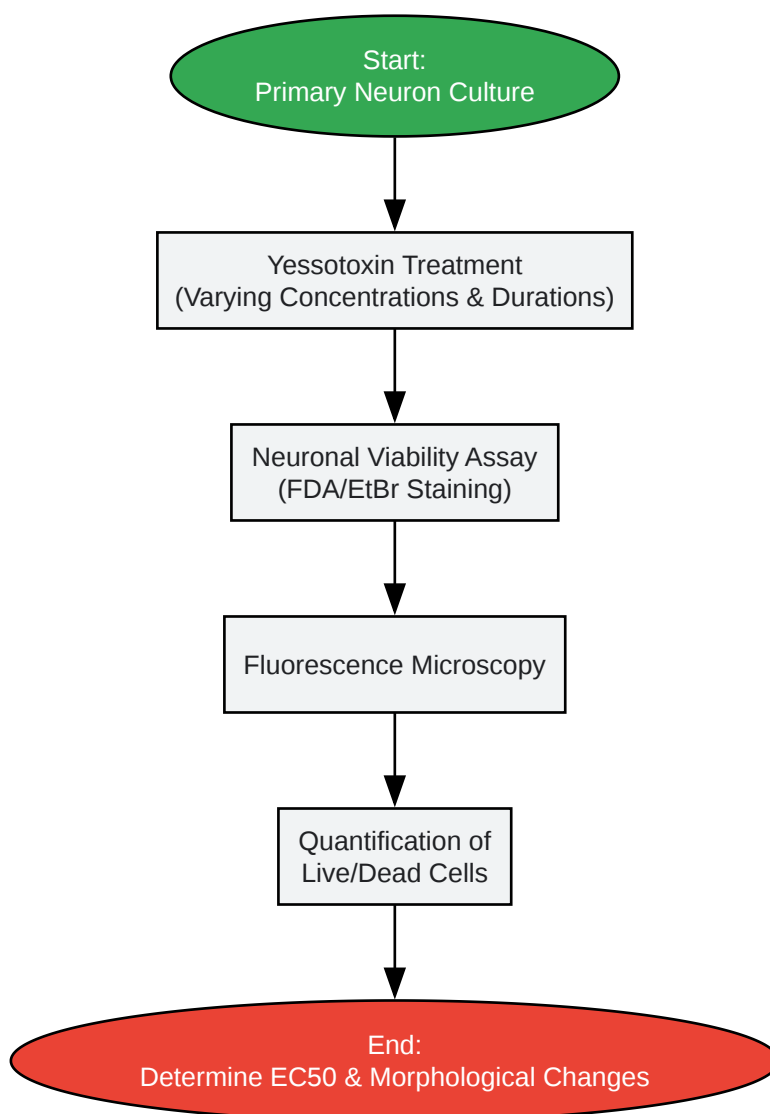 Start:
Primary Neuron Culture
Yessotoxin Treatment
(Varying Concentrations & Durations)
Neuronal Viability Assay
(FDA/EtBr Staining)
Fluorescence Microscopy
Quantification of
Live/Dead Cells
End:
Determine EC50 & Morphological Changes